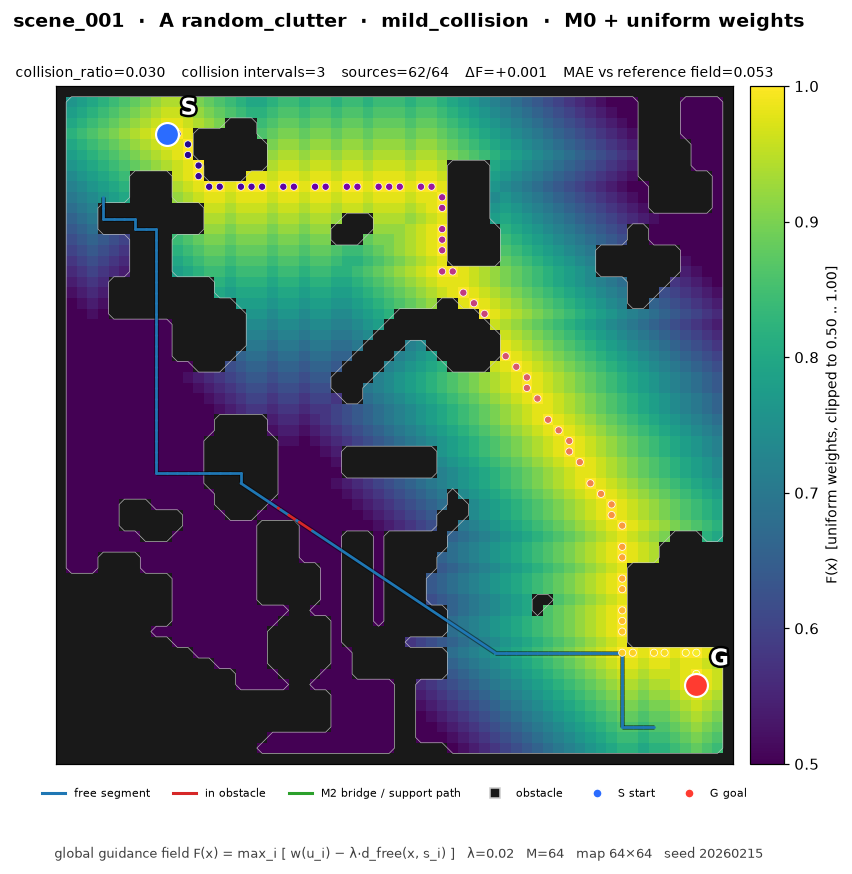 scene_001 · A random_clutter · mild_collision · M0 + uniform weights
collision_ratio=0.030 collision intervals=3 sources=62/64 ΔF=+0.001 MAE vs reference field=0.053
S
G
1.0
0.9
0.8
0.7
0.6
0.5
F(x) [uniform weights, clipped to 0.50 .. 1.00]
free segment
in obstacle
M2 bridge / support path
obstacle
S start
G goal
global guidance field F(x) = max_i [ w(u_i) − λ·d_free(x, s_i) ] λ=0.02 M=64 map 64×64 seed 20260215